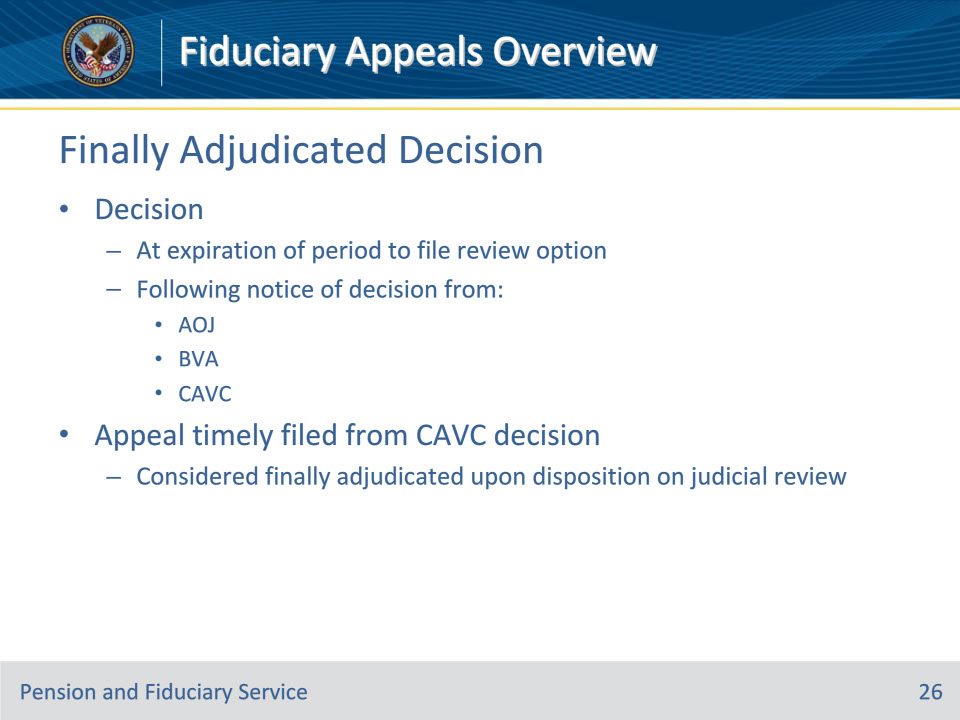 Fiduciary Appeals Overview
Finally Adjudicated Decision
• Decision
– At expiration of period to file review option
– Following notice of decision from:
• AOJ
• BVA
• CAVC
• Appeal timely filed from CAVC decision
– Considered finally adjudicated upon disposition on judicial review
Pension and Fiduciary Service
26